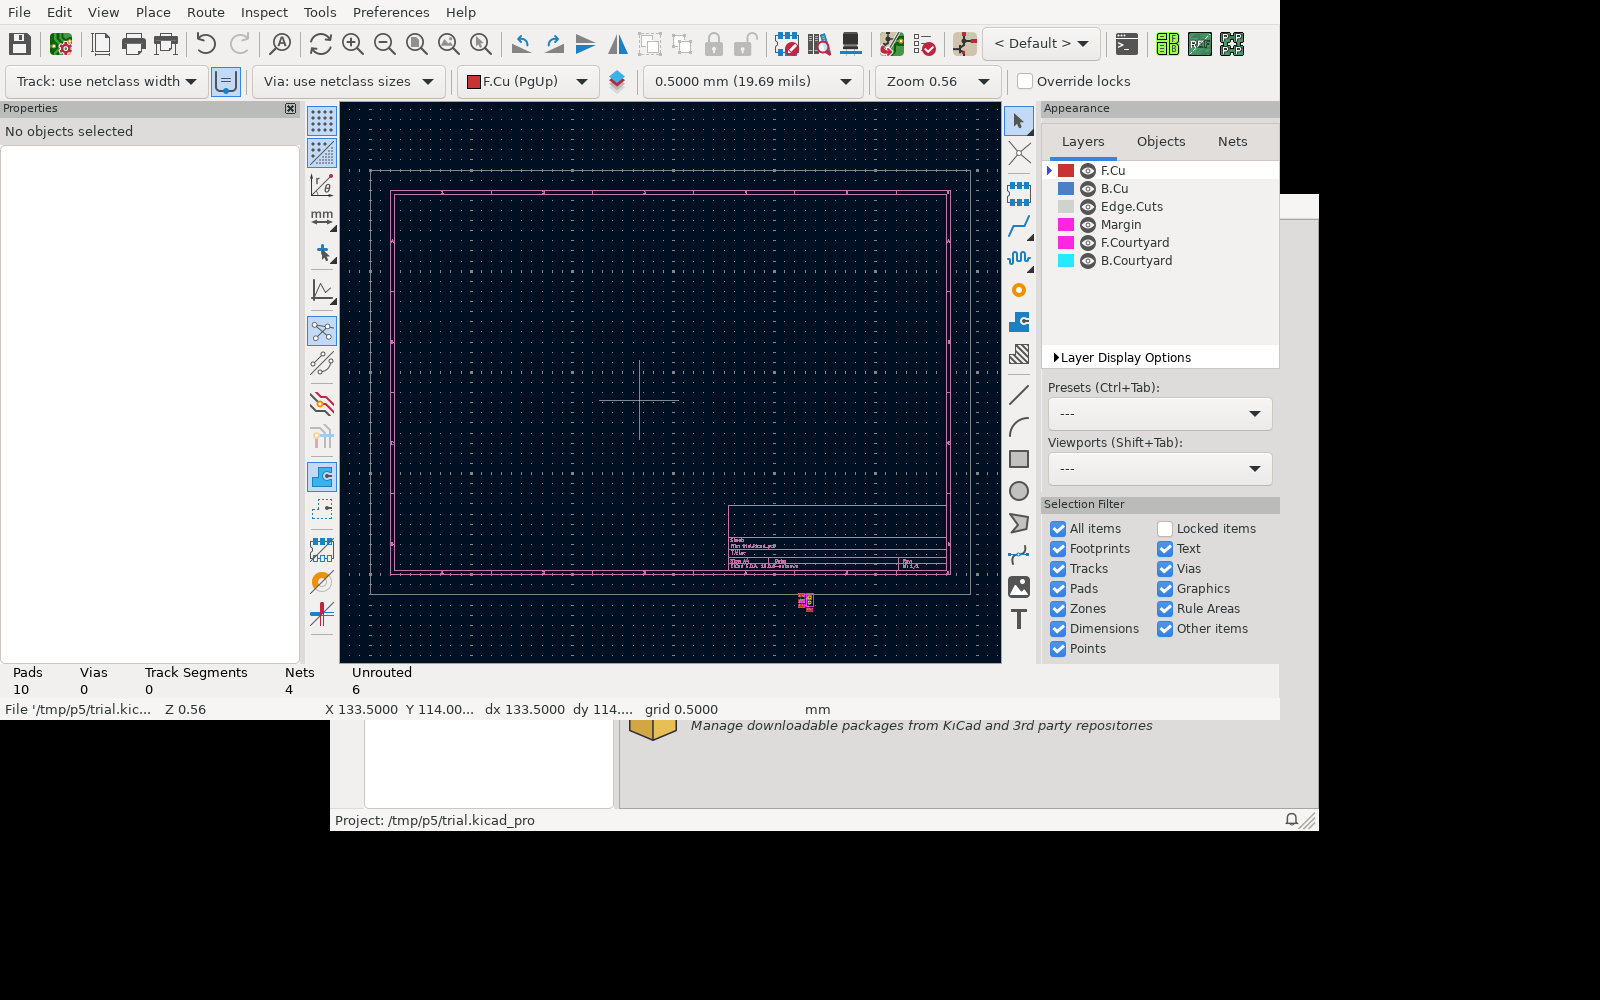 File Edit View Place Route Inspect Tools Preferences Help
< Default >
Track: use netclass width Via: use netclass sizes F.Cu (PgUp) 0.5000 mm (19.69 mils) Zoom 0.56 Override locks
Properties
No objects selected
mm
Appearance
Layers Objects Nets
F.Cu
B.Cu
Edge.Cuts
Margin
F.Courtyard
B.Courtyard
Layer Display Options
Presets (Ctrl+Tab):
---
Viewports (Shift+Tab):
---
Selection Filter
All items Locked items
Footprints Text
Tracks Vias
Pads Graphics
Zones Rule Areas
Dimensions Other items
Points
Pads Vias Track Segments Nets Unrouted
10 0 0 4 6
File '/tmp/p5/trial.kic... Z 0.56 X 133.5000 Y 114.00... dx 133.5000 dy 114.... grid 0.5000 mm
Manage downloadable packages from KiCad and 3rd party repositories
Project: /tmp/p5/trial.kicad_pro